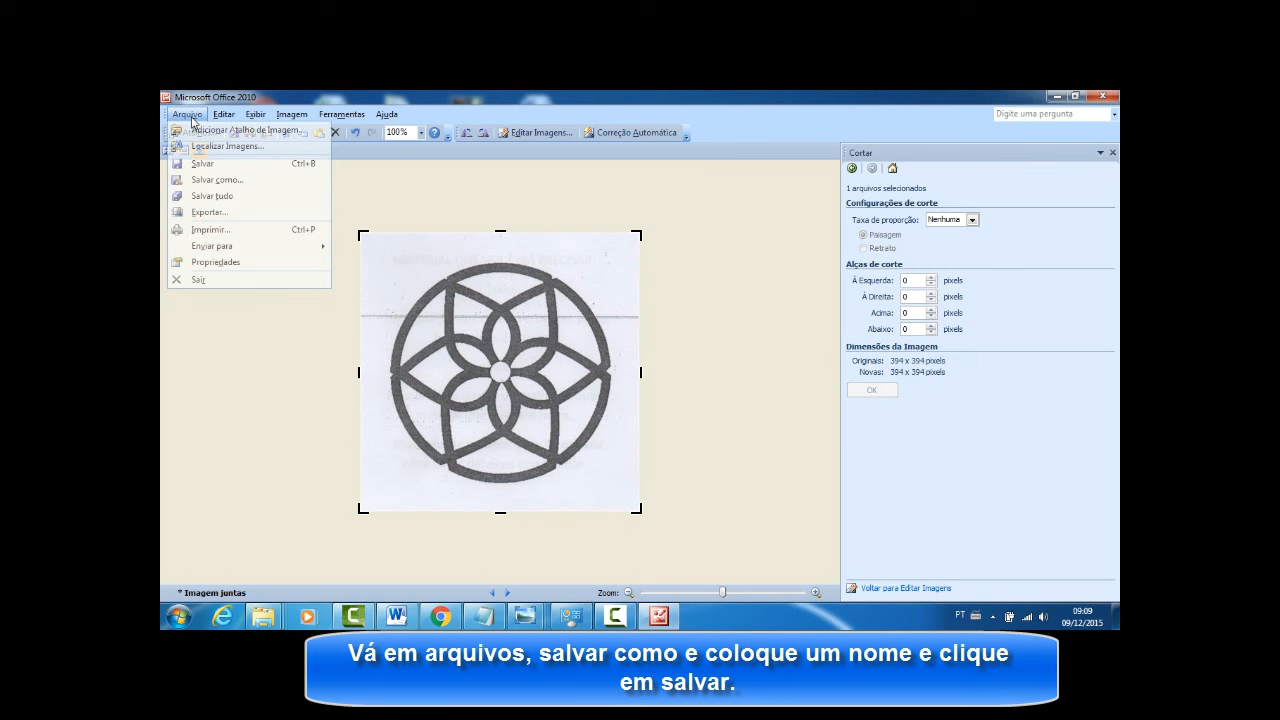 Microsoft Office 2010
Arquivo Editar Exibir Imagem Ferramentas Ajuda
Digite uma pergunta
Adicionar Atalho de Imagem...
100%
Editar Imagens...
Correção Automática
Localizar Imagens...
Salvar Ctrl+B
Salvar como...
Salvar tudo
Exportar...
Imprimir... Ctrl+P
Enviar para
Propriedades
Sair
Cortar
1 arquivos selecionados
Configurações de corte
Taxa de proporção: Nenhuma
Paisagem
Retrato
Alças de corte
À Esquerda: 0 pixels
À Direita: 0 pixels
Acima: 0 pixels
Abaixo: 0 pixels
Dimensões da Imagem
Originais: 394 x 394 pixels
Novas: 394 x 394 pixels
OK
Voltar para Editar Imagens
* Imagem juntas
Zoom:
PT
09:09
09/12/2015
Vá em arquivos, salvar como e coloque um nome e clique
em salvar.